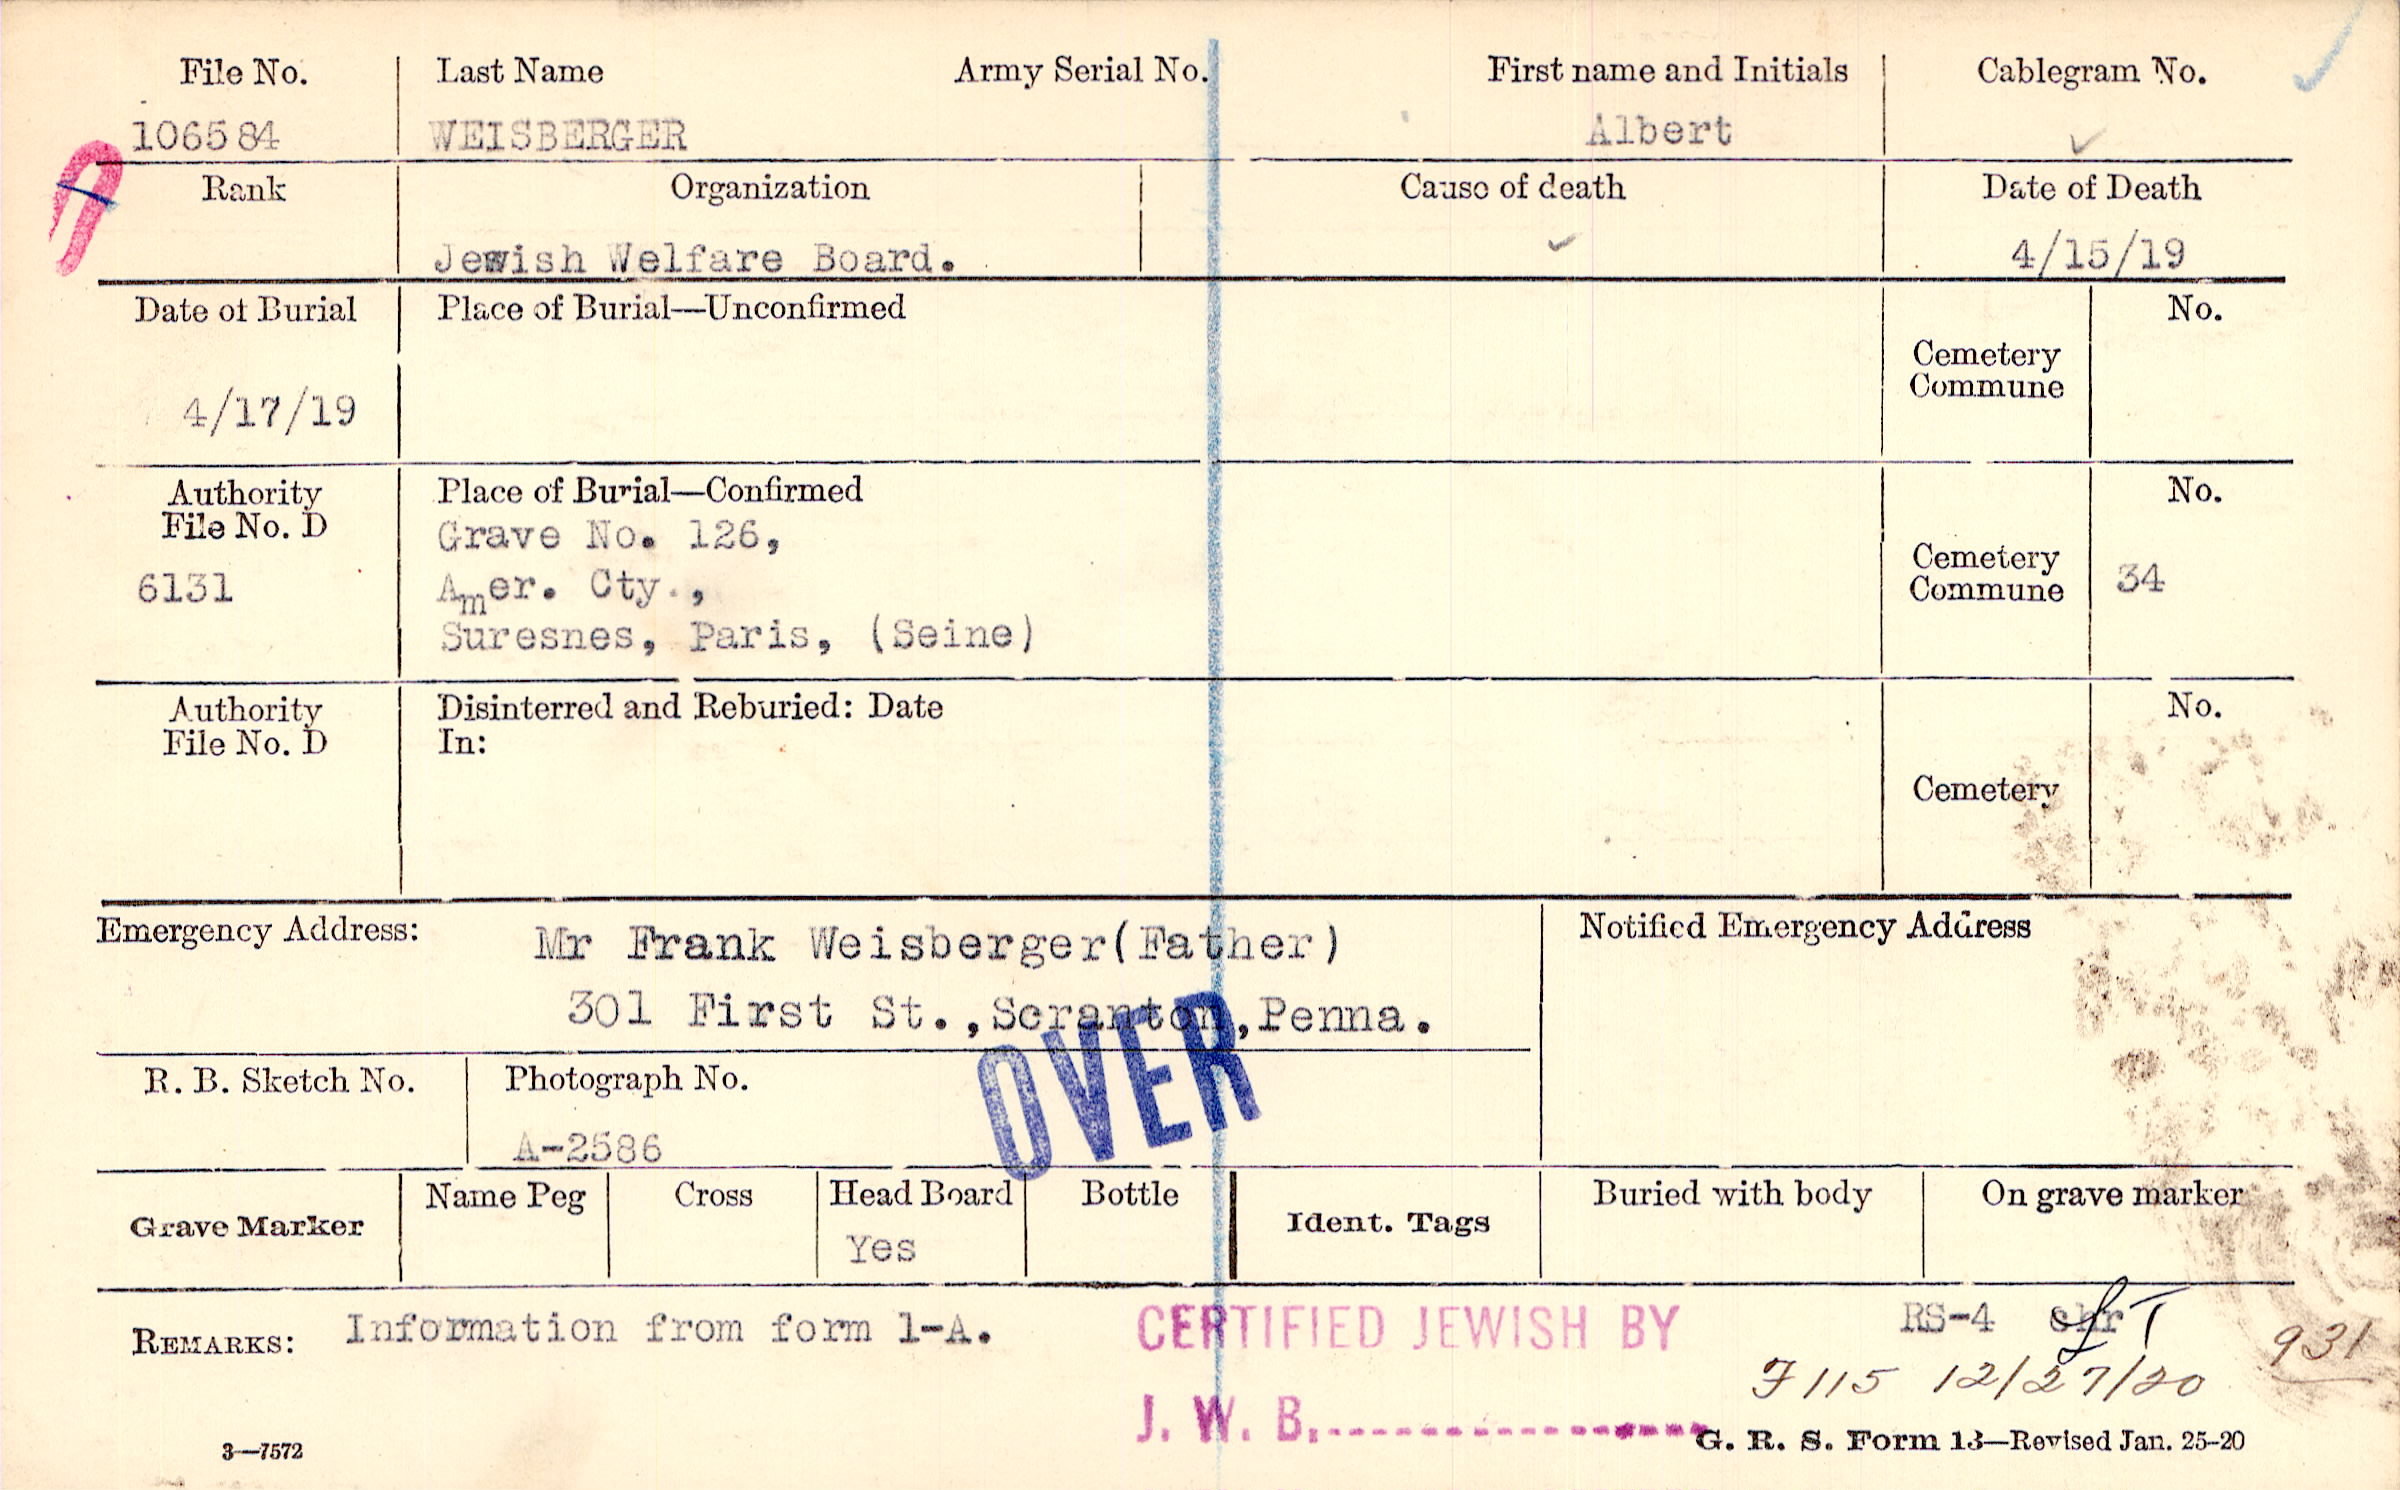 File No. Last Name Army Serial No. First name and Initials Cablegram No.
106584 WEISBERGER Albert
Rank Organization Cause of death Date of Death
Jewish Welfare Board. 4/15/19
Date of Burial Place of Burial—Unconfirmed No.
Cemetery
Commune
4/17/19
Authority Place of Burial—Confirmed No.
File No. D Grave No. 126,
6131 Amer. Cty., Cemetery
Commune 34
Suresnes, Paris, (Seine)
Authority Disinterred and Reburied: Date No.
File No. D In:
Cemetery
Emergency Address: Mr Frank Weisberger(Father) Notified Emergency Address
301 First St.,Scranton,Penna.
OVER
R. B. Sketch No. Photograph No.
A-2586
Grave Marker Name Peg Cross Head Board Bottle Ident. Tags Buried with body On grave marker
Yes
REMARKS: Information from form 1-A. CERTIFIED JEWISH BY RS-4
931
F115 12/27/20
J. W. B.
3—7572 G. R. S. Form 13—Revised Jan. 25-20